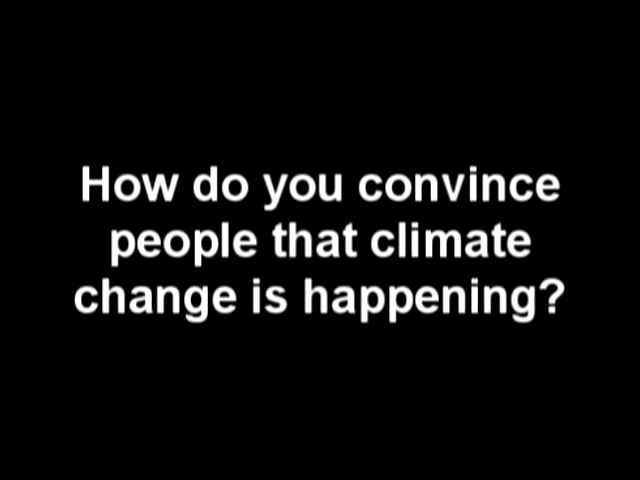 How do you convince
people that climate
change is happening?